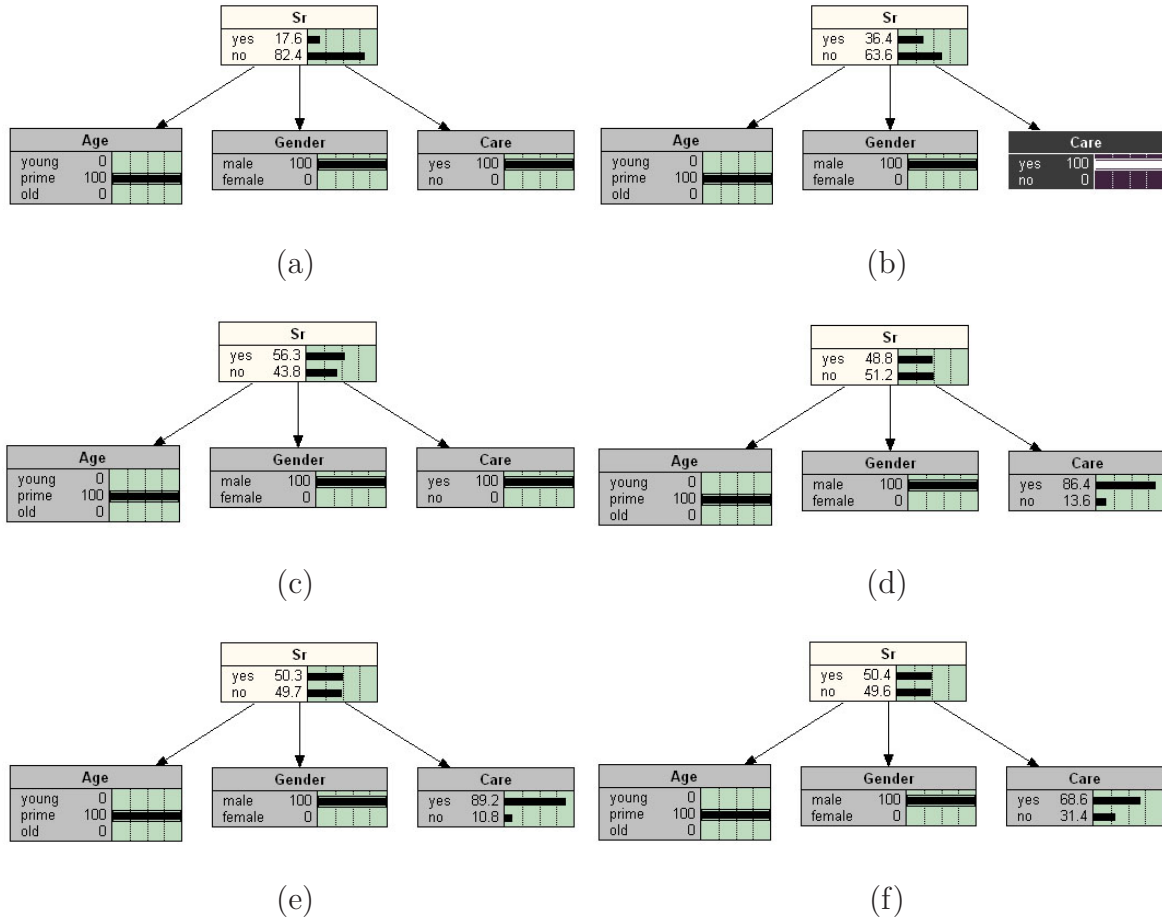 Sr
yes 17.6
no 82.4
Age
young 0
prime 100
old 0
Gender
male 100
female 0
Care
yes 100
no 0
(a)
Sr
yes 36.4
no 63.6
Age
young 0
prime 100
old 0
Gender
male 100
female 0
Care
yes 100
no 0
(b)
Sr
yes 56.3
no 43.8
Age
young 0
prime 100
old 0
Gender
male 100
female 0
Care
yes 100
no 0
(c)
Sr
yes 48.8
no 51.2
Age
young 0
prime 100
old 0
Gender
male 100
female 0
Care
yes 86.4
no 13.6
(d)
Sr
yes 50.3
no 49.7
Age
young 0
prime 100
old 0
Gender
male 100
female 0
Care
yes 89.2
no 10.8
(e)
Sr
yes 50.4
no 49.6
Age
young 0
prime 100
old 0
Gender
male 100
female 0
Care
yes 68.6
no 31.4
(f)